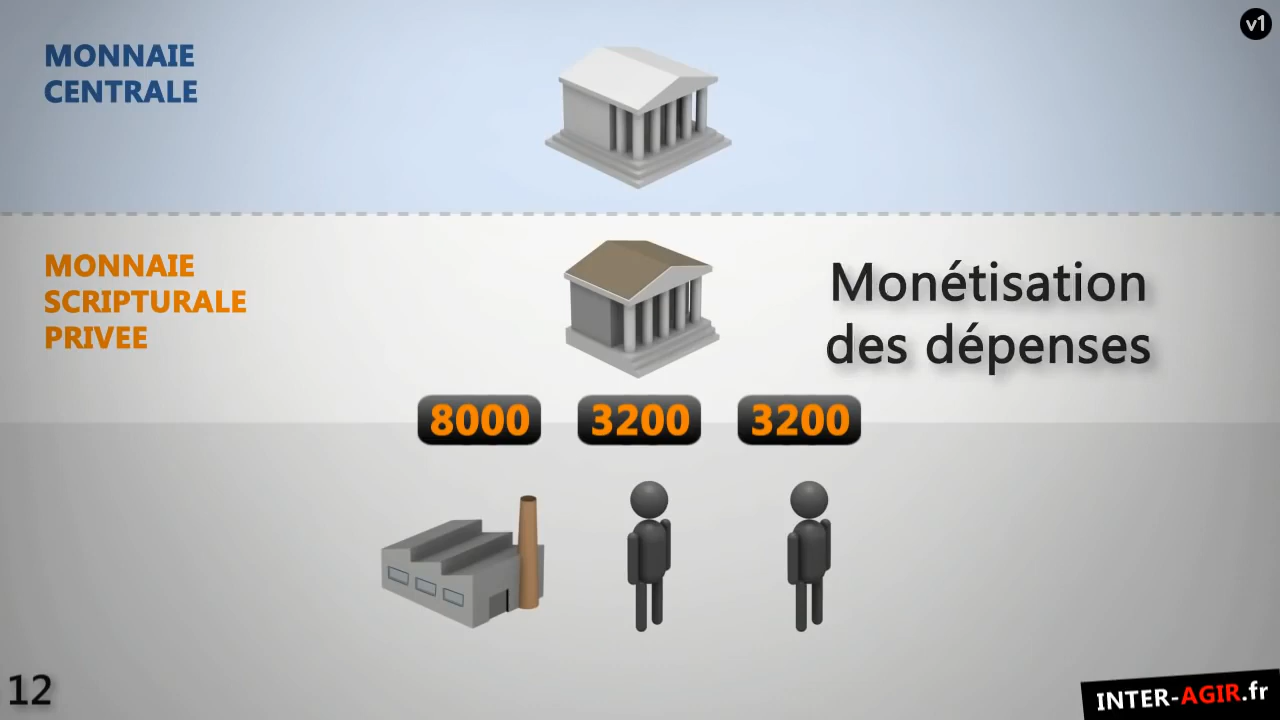 v1
MONNAIE
CENTRALE
MONNAIE
SCRIPTURALE
PRIVEE
Monétisation
des dépenses
8000 3200 3200
12
INTER-AGIR.fr